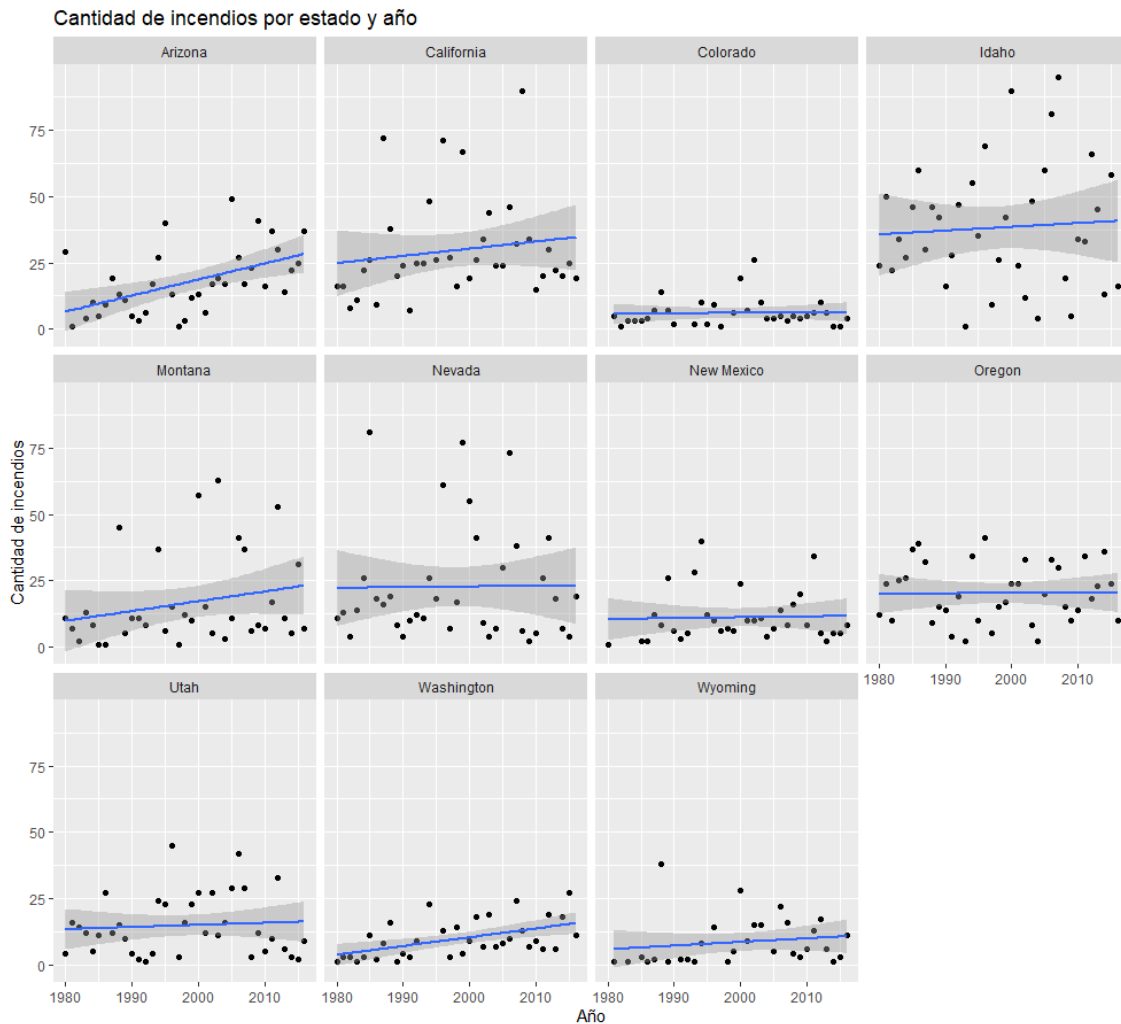 Cantidad de incendios por estado y año
Arizona California Colorado Idaho
75
50
25
0
Montana Nevada New Mexico Oregon
Cantidad de incendios
75
50
25
0
1980 1990 2000 2010
Utah Washington Wyoming
75
50
25
0
1980 1990 2000 2010 1980 1990 2000 2010 1980 1990 2000 2010
Año